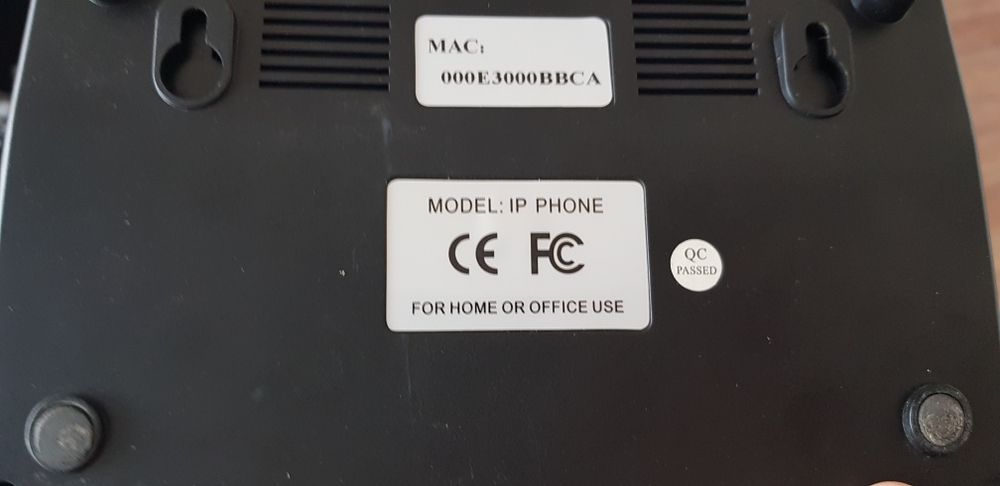 MAC:
000E3000BBCA
MODEL: IP PHONE
CE FC
FOR HOME OR OFFICE USE
QC
PASSED